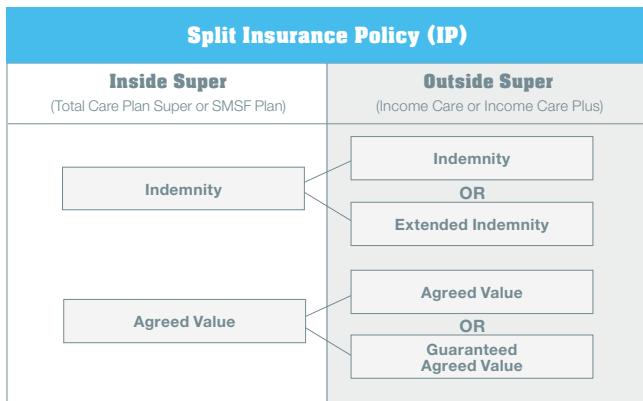 Split Insurance Policy (IP)
Inside Super
(Total Care Plan Super or SMSF Plan)
Outside Super
(Income Care or Income Care Plus)
Indemnity
Indemnity
OR
Extended Indemnity
Agreed Value
Agreed Value
OR
Guaranteed
Agreed Value